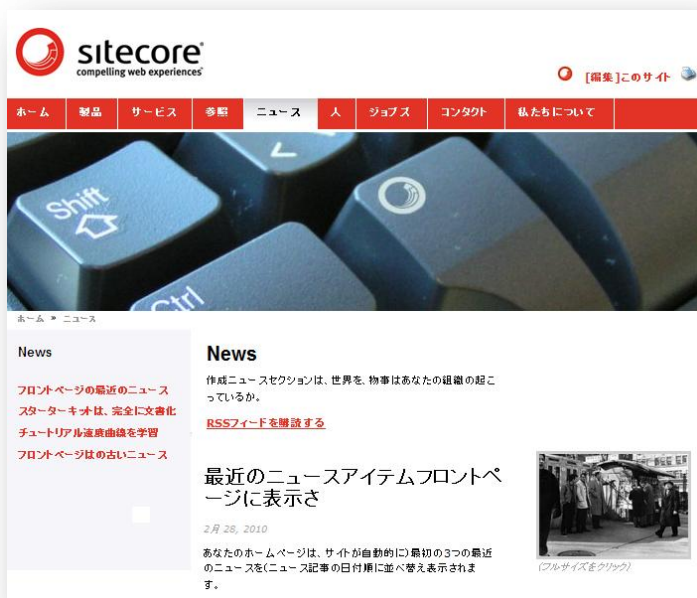 sitecore
compelling web experiences
[編集]このサイト
ホーム 製品 サービス 参照 ニュース 人 ジョブズ コンタクト 私たちについて
Shift
Ctrl
ホーム » ニュース
News
フロントページの最近のニュース
スターターキットは、完全に文書化
チュートリアル速度曲線を学習
フロントページはの古いニュース
News
作成ニュースセクションは、世界を、物事はあなたの組織の起こ
っているか。
RSSフィードを購読する
最近のニュースアイテムフロントペ
ージに表示さ
2月 28, 2010
あなたのホームページは、サイトが自動的に)最初の3つの最近
のニュースを(ニュース記事の日付順に並べ替え表示されま
す。
(フルサイズをクリック)